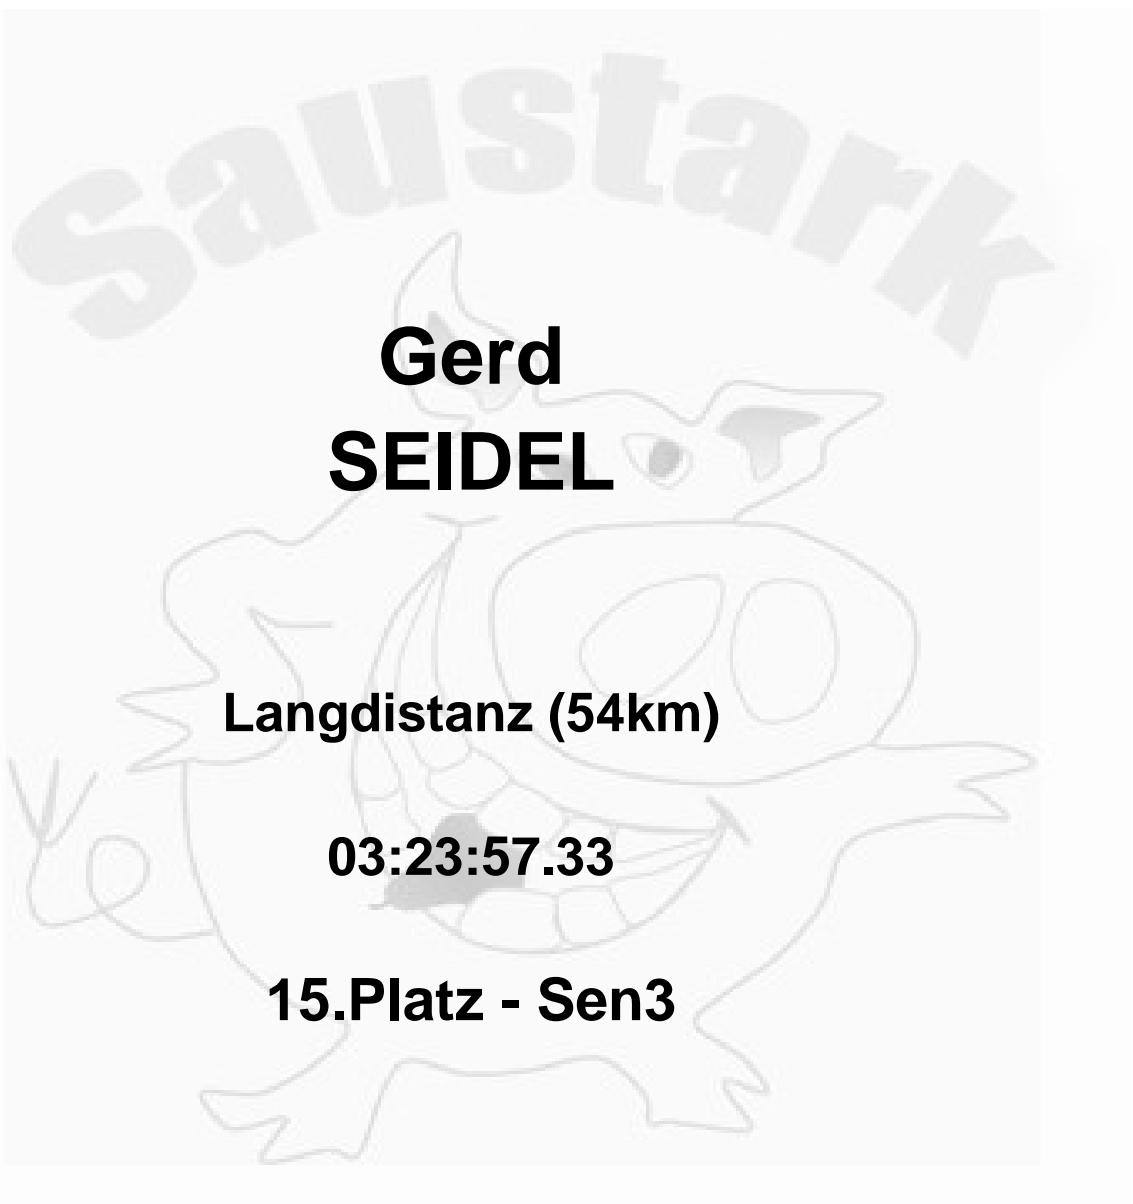 Saustark
Gerd
SEIDEL
Langdistanz (54km)
03:23:57.33
15.Platz - Sen3